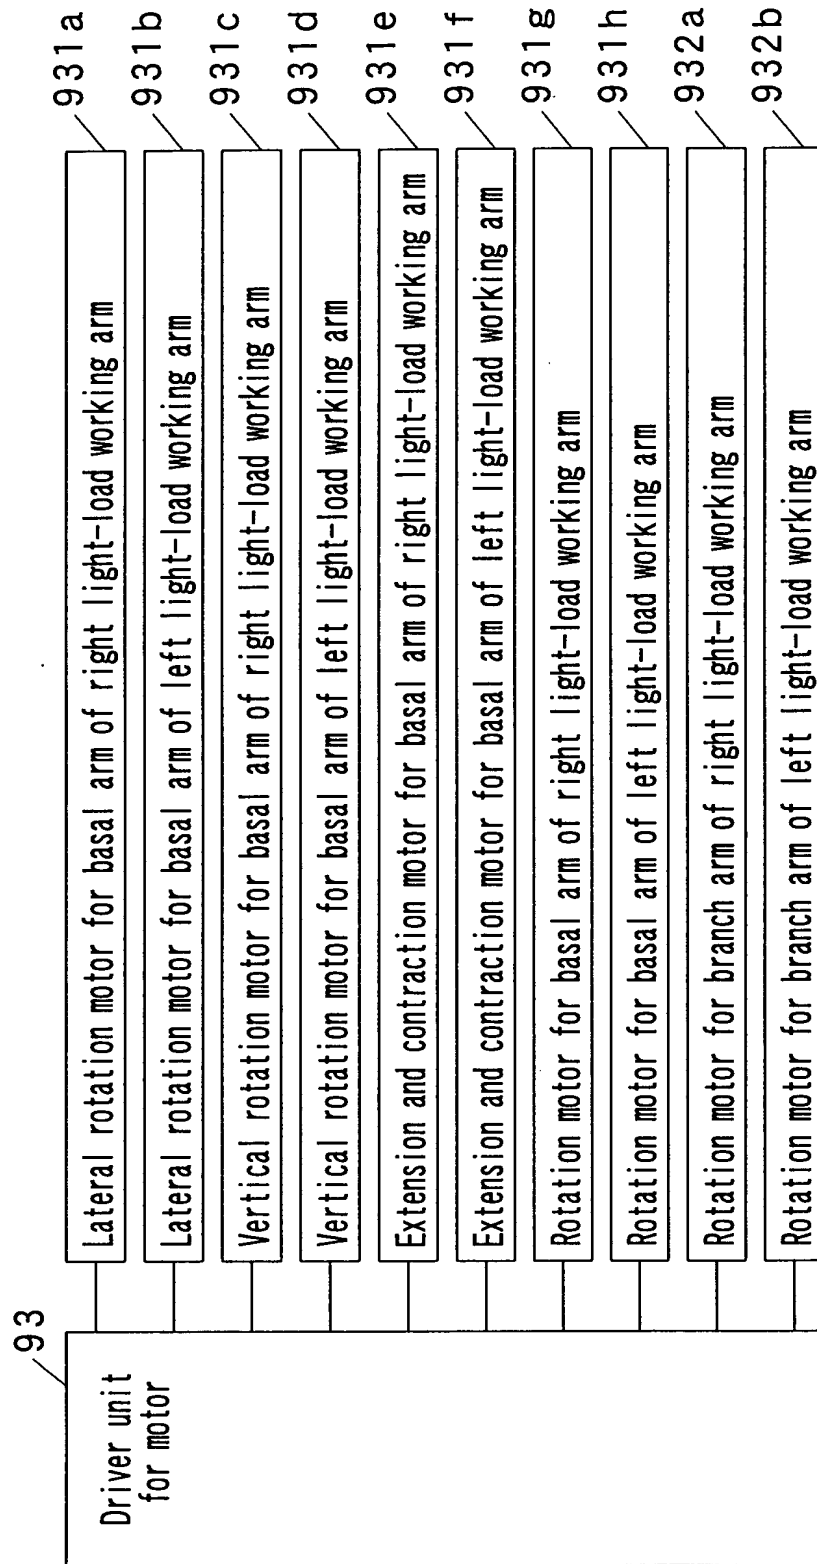 93
Driver unit
for motor
Lateral rotation motor for basal arm of right light-load working arm
931a
Lateral rotation motor for basal arm of left light-load working arm
931b
Vertical rotation motor for basal arm of right light-load working arm
931c
Vertical rotation motor for basal arm of left light-load working arm
931d
Extension and contraction motor for basal arm of right light-load working arm
931e
Extension and contraction motor for basal arm of left light-load working arm
931f
Rotation motor for basal arm of right light-load working arm
931g
Rotation motor for basal arm of left light-load working arm
931h
Rotation motor for branch arm of right light-load working arm
932a
Rotation motor for branch arm of left light-load working arm
932b